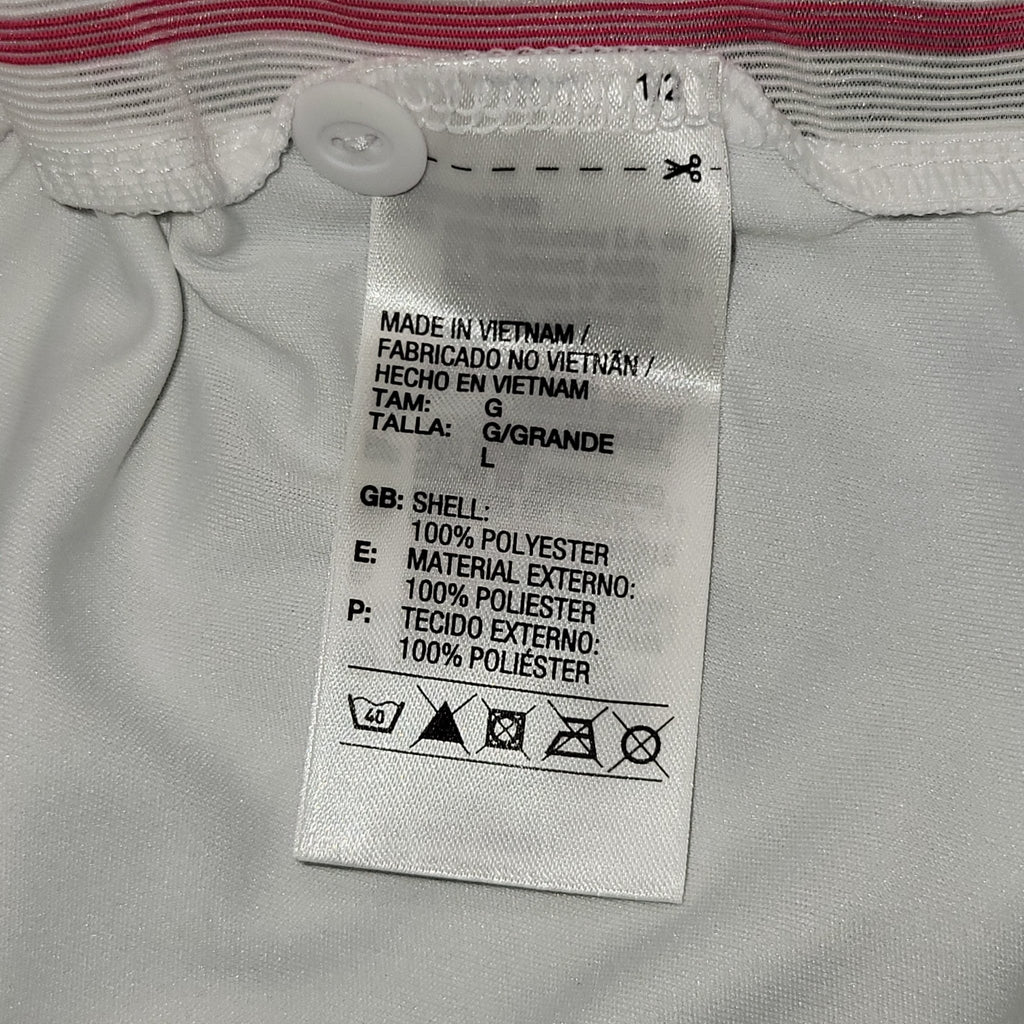 1/2
MADE IN VIETNAM /
FABRICADO NO VIETNÃN /
HECHO EN VIETNAM
TAM: G
TALLA: G/GRANDE
L
GB: SHELL:
100% POLYESTER
E: MATERIAL EXTERNO:
100% POLIESTER
P: TECIDO EXTERNO:
100% POLIÉSTER
40